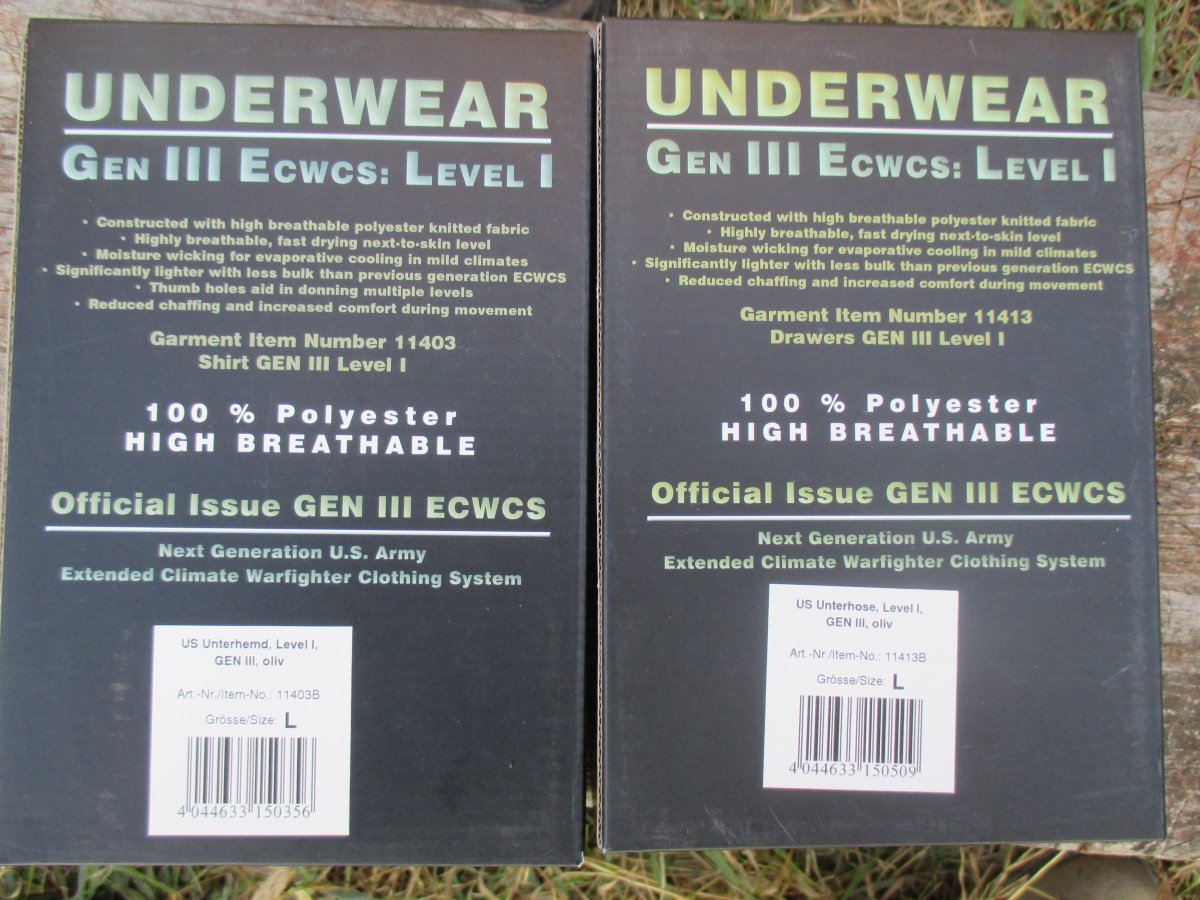 UNDERWEAR
GEN III ECWCS: LEVEL I
• Constructed with high breathable polyester knitted fabric
• Highly breathable, fast drying next-to-skin level
• Moisture wicking for evaporative cooling in mild climates
• Significantly lighter with less bulk than previous generation ECWCS
• Thumb holes aid in donning multiple levels
• Reduced chaffing and increased comfort during movement
Garment Item Number 11403
Shirt GEN III Level I
100 % Polyester
HIGH BREATHABLE
Official Issue GEN III ECWCS
Next Generation U.S. Army
Extended Climate Warfighter Clothing System
US Unterhemd, Level I,
GEN III, oliv
Art.-Nr./Item-No.: 11403B
Grösse/Size: L
4 044633 150356
UNDERWEAR
GEN III ECWCS: LEVEL I
• Constructed with high breathable polyester knitted fabric
• Highly breathable, fast drying next-to-skin level
• Moisture wicking for evaporative cooling in mild climates
• Significantly lighter with less bulk than previous generation ECWCS
• Reduced chaffing and increased comfort during movement
Garment Item Number 11413
Drawers GEN III Level I
100 % Polyester
HIGH BREATHABLE
Official Issue GEN III ECWCS
Next Generation U.S. Army
Extended Climate Warfighter Clothing System
US Unterhose, Level I,
GEN III, oliv
Art.-Nr./Item-No.: 11413B
Grösse/Size: L
4 044633 150509